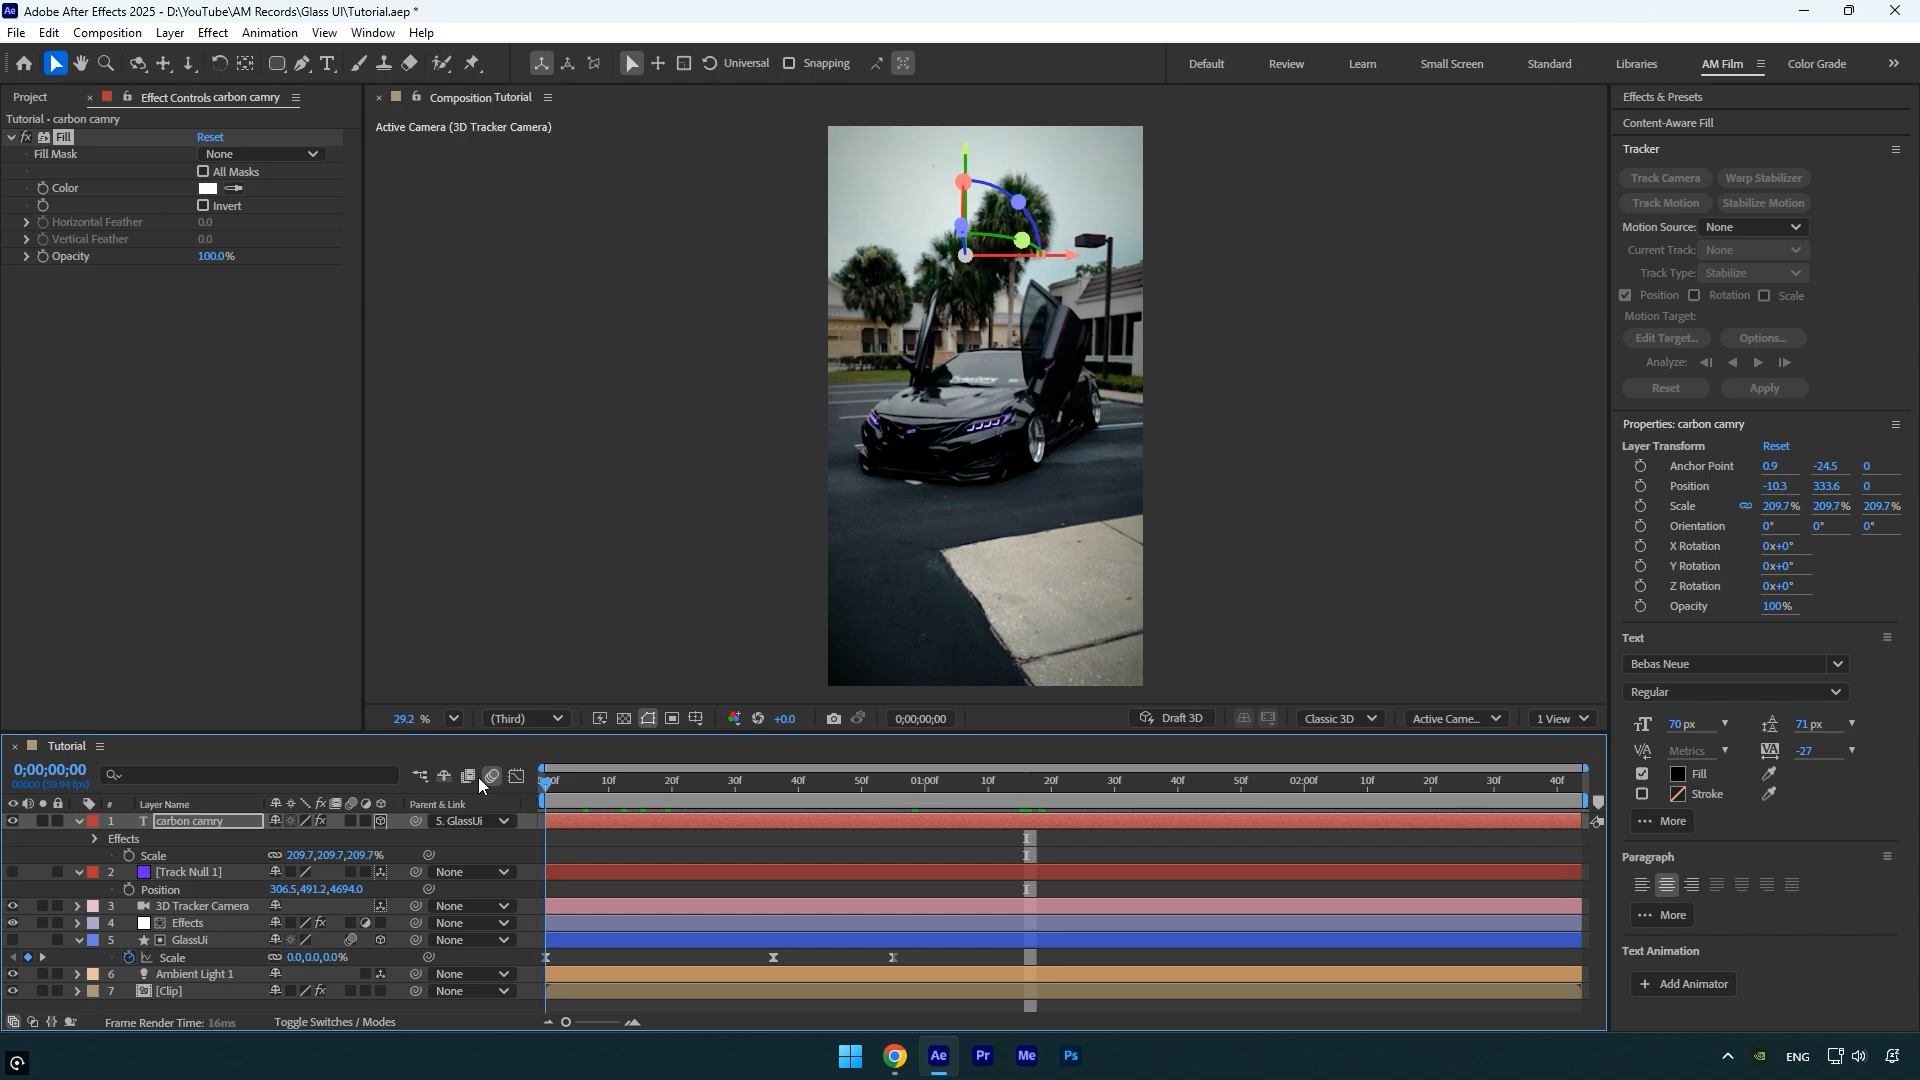 Adobe After Effects 2025 - D:\YouTube\AM Records\Glass UI\Tutorial.aep *
File Edit Composition Layer Effect Animation View Window Help
Universal Snapping Default Review Learn Small Screen Standard Libraries AM Film Color Grade
Project Effect Controls carbon camry
Tutorial - carbon camry
fx Fill Reset
Fill Mask None
All Masks
Color
Invert
Horizontal Feather 0.0
Vertical Feather 0.0
Opacity 100.0%
Composition Tutorial
Active Camera (3D Tracker Camera)
29.2 % (Third) +0.0 0;00;00;00 Draft 3D Classic 3D Active Came... 1 View
Effects & Presets
Content-Aware Fill
Tracker
Track Camera Warp Stabilizer
Track Motion Stabilize Motion
Motion Source: None
Current Track: None
Track Type: Stabilize
Position Rotation Scale
Motion Target:
Edit Target... Options...
Analyze:
Reset Apply
Properties: carbon camry
Layer Transform Reset
Anchor Point 0.9 -24.5 0
Position -10.3 333.6 0
Scale 209.7% 209.7% 209.7%
Orientation 0° 0° 0°
X Rotation 0x+0°
Y Rotation 0x+0°
Z Rotation 0x+0°
Opacity 100%
Text
Bebas Neue
Regular
70 px 71 px
Metrics -27
Fill
Stroke
More
Paragraph
More
Text Animation
+ Add Animator
Tutorial
0;00;00;00
00000 (59.94 fps)
00f 10f 20f 30f 40f 50f 01:00f 10f 20f 30f 40f 50f 02:00f 10f 20f 30f 40f
# Layer Name fx Parent & Link
1 T carbon camry fx 5. GlassUi
Effects
Scale 209.7,209.7,209.7%
2 [Track Null 1] None
Position 306.5,491.2,4694.0
3 3D Tracker Camera None
4 Effects fx None
5 GlassUi None
Scale 0.0,0.0,0.0%
6 Ambient Light 1 None
7 [Clip] fx None
Frame Render Time: 16ms Toggle Switches / Modes
Ae Pr Me Ps ENG